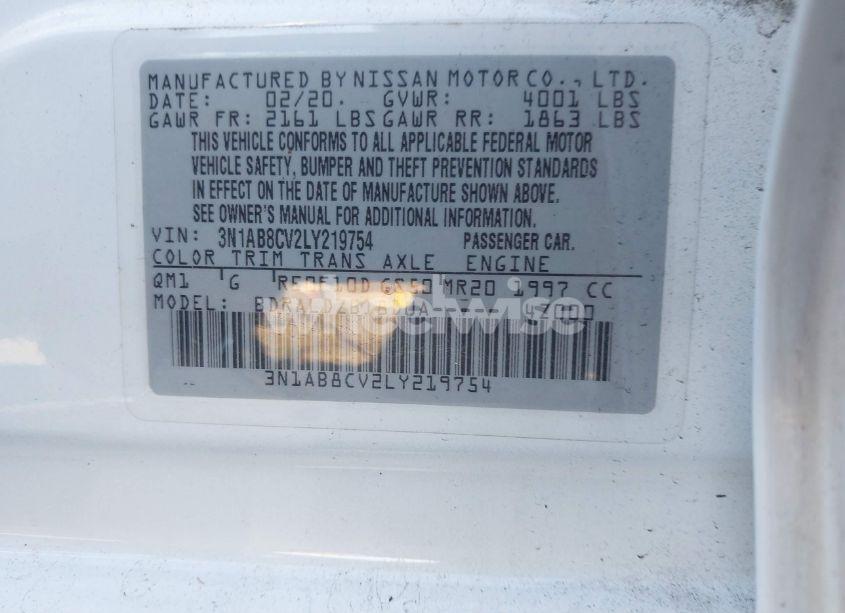 MANUFACTURED BY NISSAN MOTOR CO., LTD.
DATE: 02/20. GVWR: 4001 LBS
GAWR FR: 2161 LBS GAWR RR: 1863 LBS
THIS VEHICLE CONFORMS TO ALL APPLICABLE FEDERAL MOTOR
VEHICLE SAFETY, BUMPER AND THEFT PREVENTION STANDARDS
IN EFFECT ON THE DATE OF MANUFACTURE SHOWN ABOVE.
SEE OWNER'S MANUAL FOR ADDITIONAL INFORMATION.
VIN: 3N1AB8CV2LY219754 PASSENGER CAR.
COLOR TRIM TRANS AXLE ENGINE
QM1 G MR20 1997 CC
MODEL:
wheelwise
3N1AB8CV2LY219754